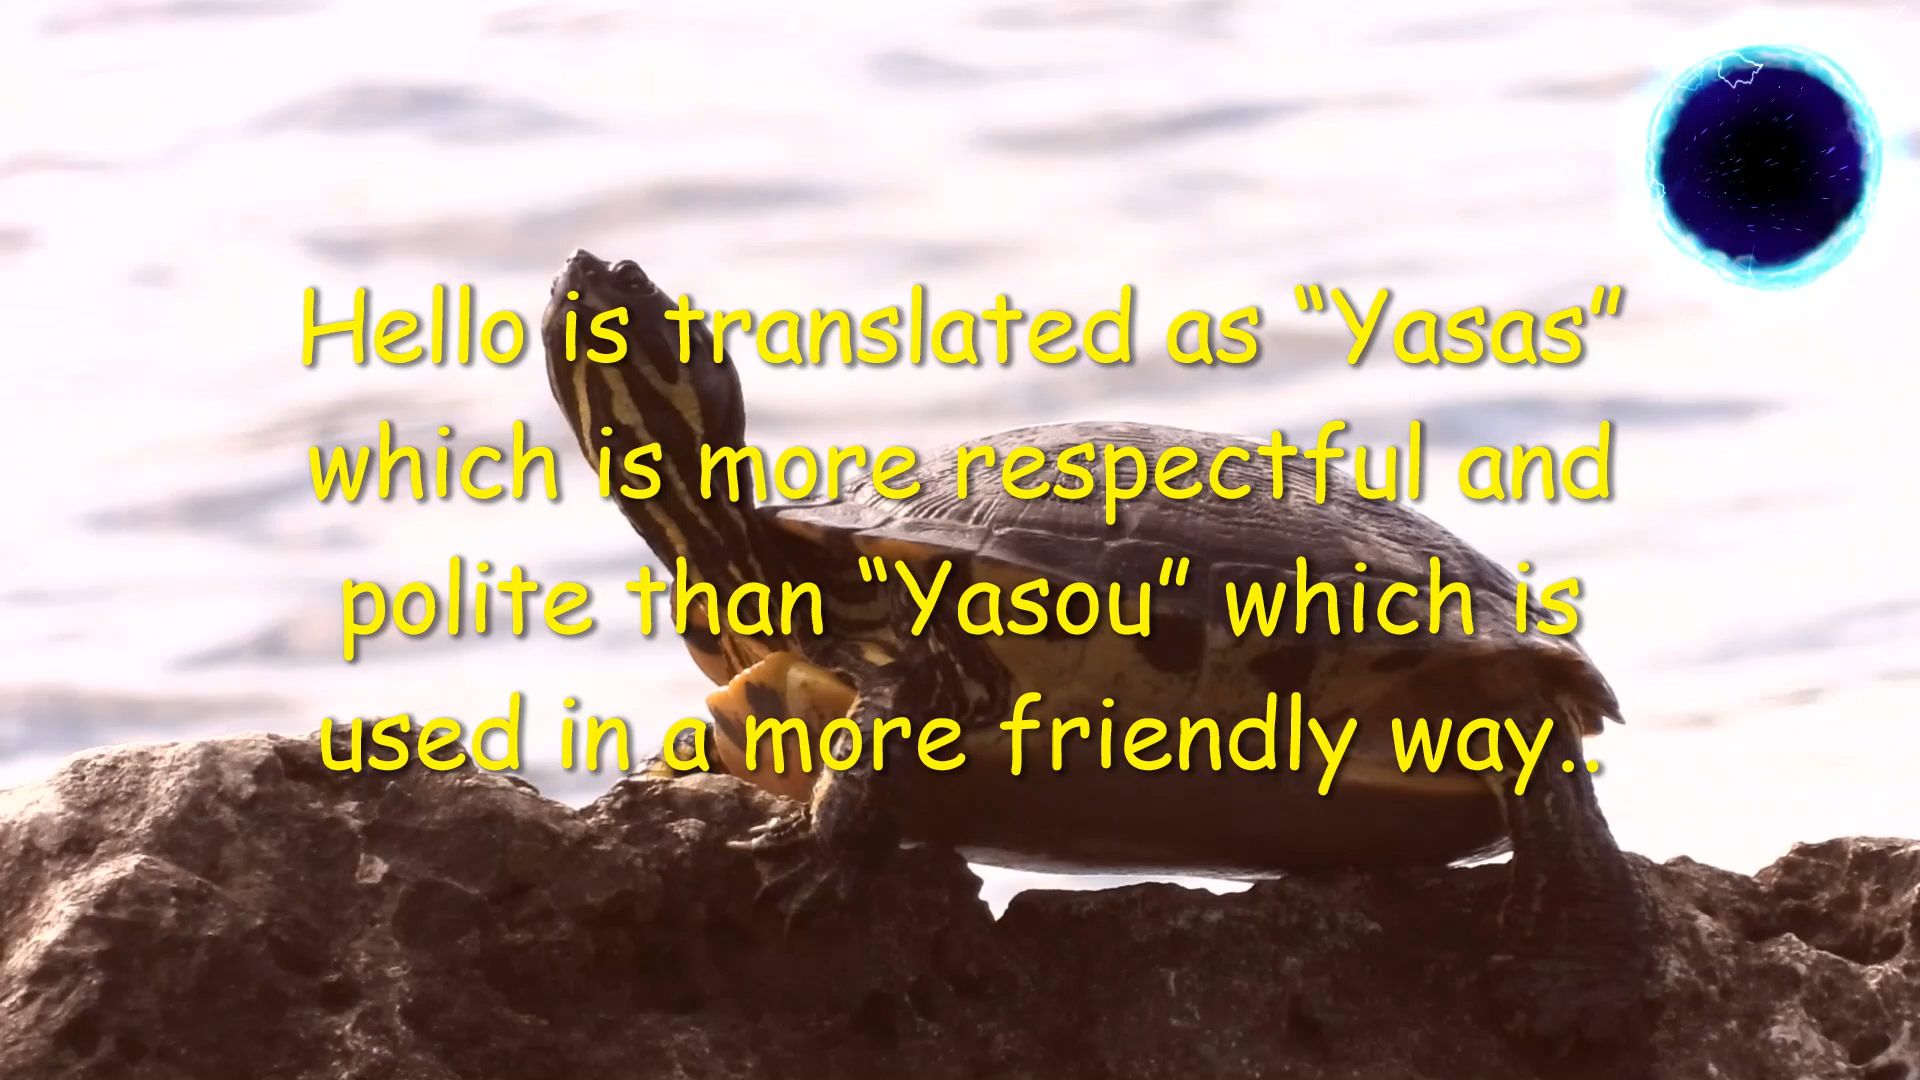 Hello is translated as “Yasas”
which is more respectful and
polite than “Yasou” which is
used in a more friendly way..